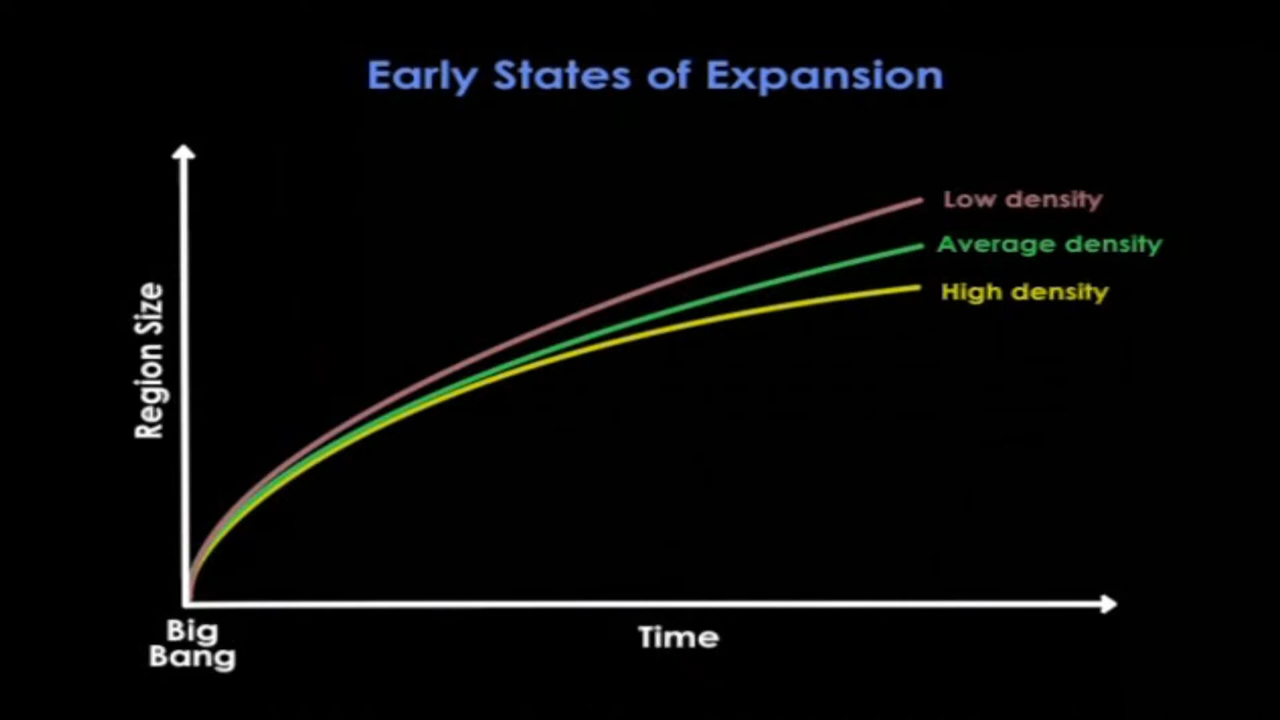 Early States of Expansion
Low density
Average density
High density
Region Size
Big
Bang
Time